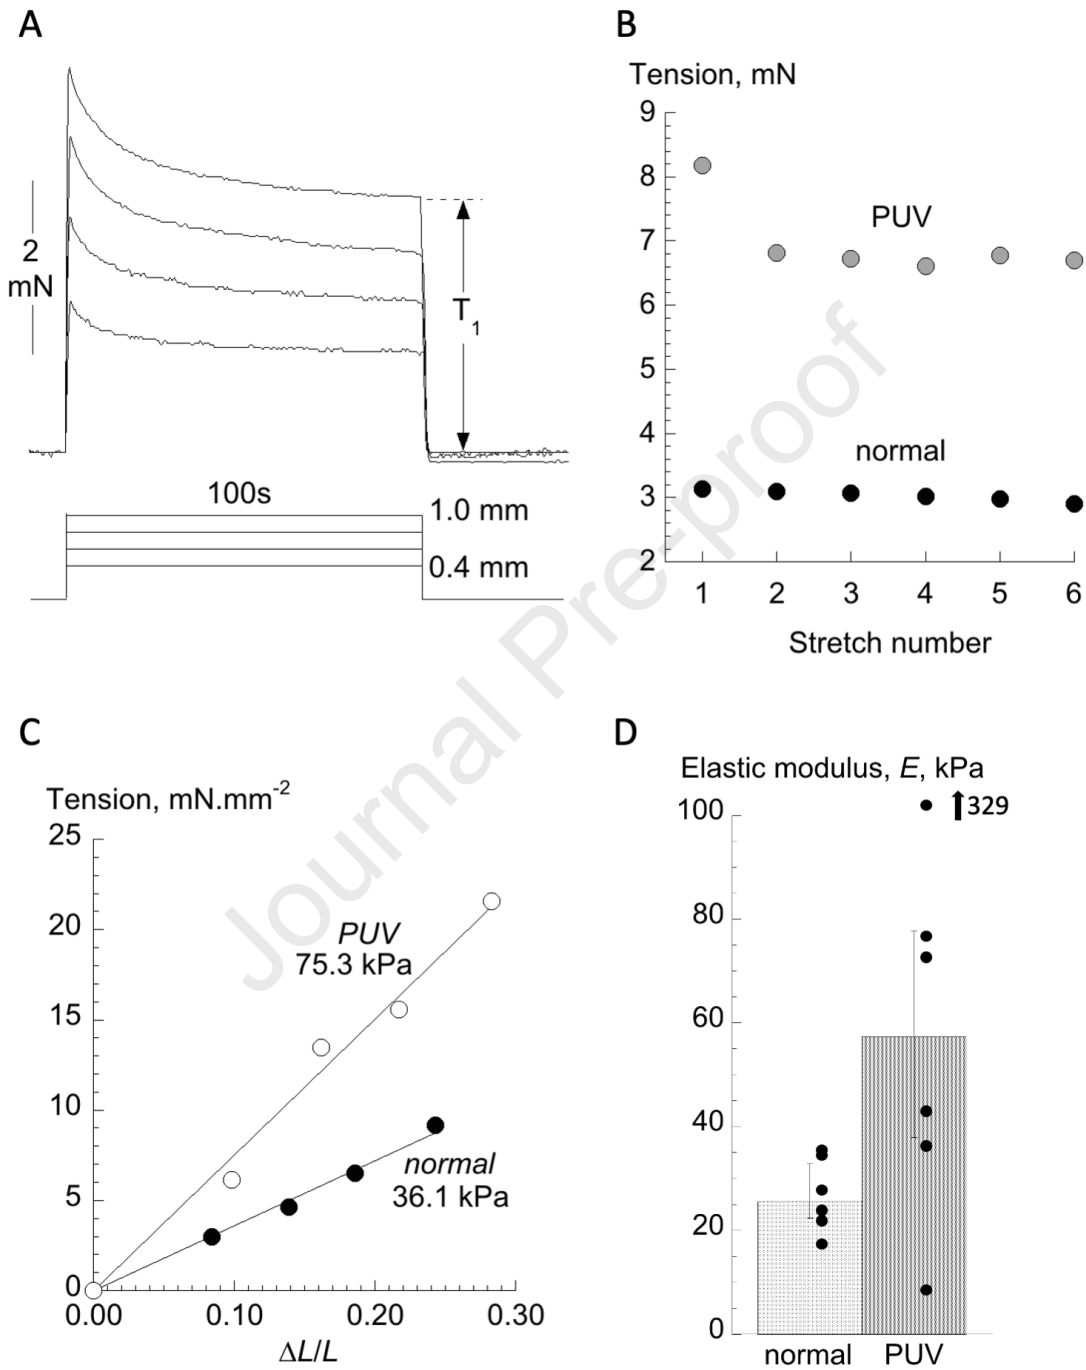 A
2
mN
T1
100s
1.0 mm
0.4 mm
B
Tension, mN
9
8
7
6
5
4
3
2
PUV
normal
1 2 3 4 5 6
Stretch number
C
Tension, mN.mm-2
25
20
15
10
5
0
PUV
75.3 kPa
normal
36.1 kPa
0.00 0.10 0.20 0.30
ΔL/L
D
Elastic modulus, E, kPa
329
100
80
60
40
20
0
normal PUV
Journal Pre-proof